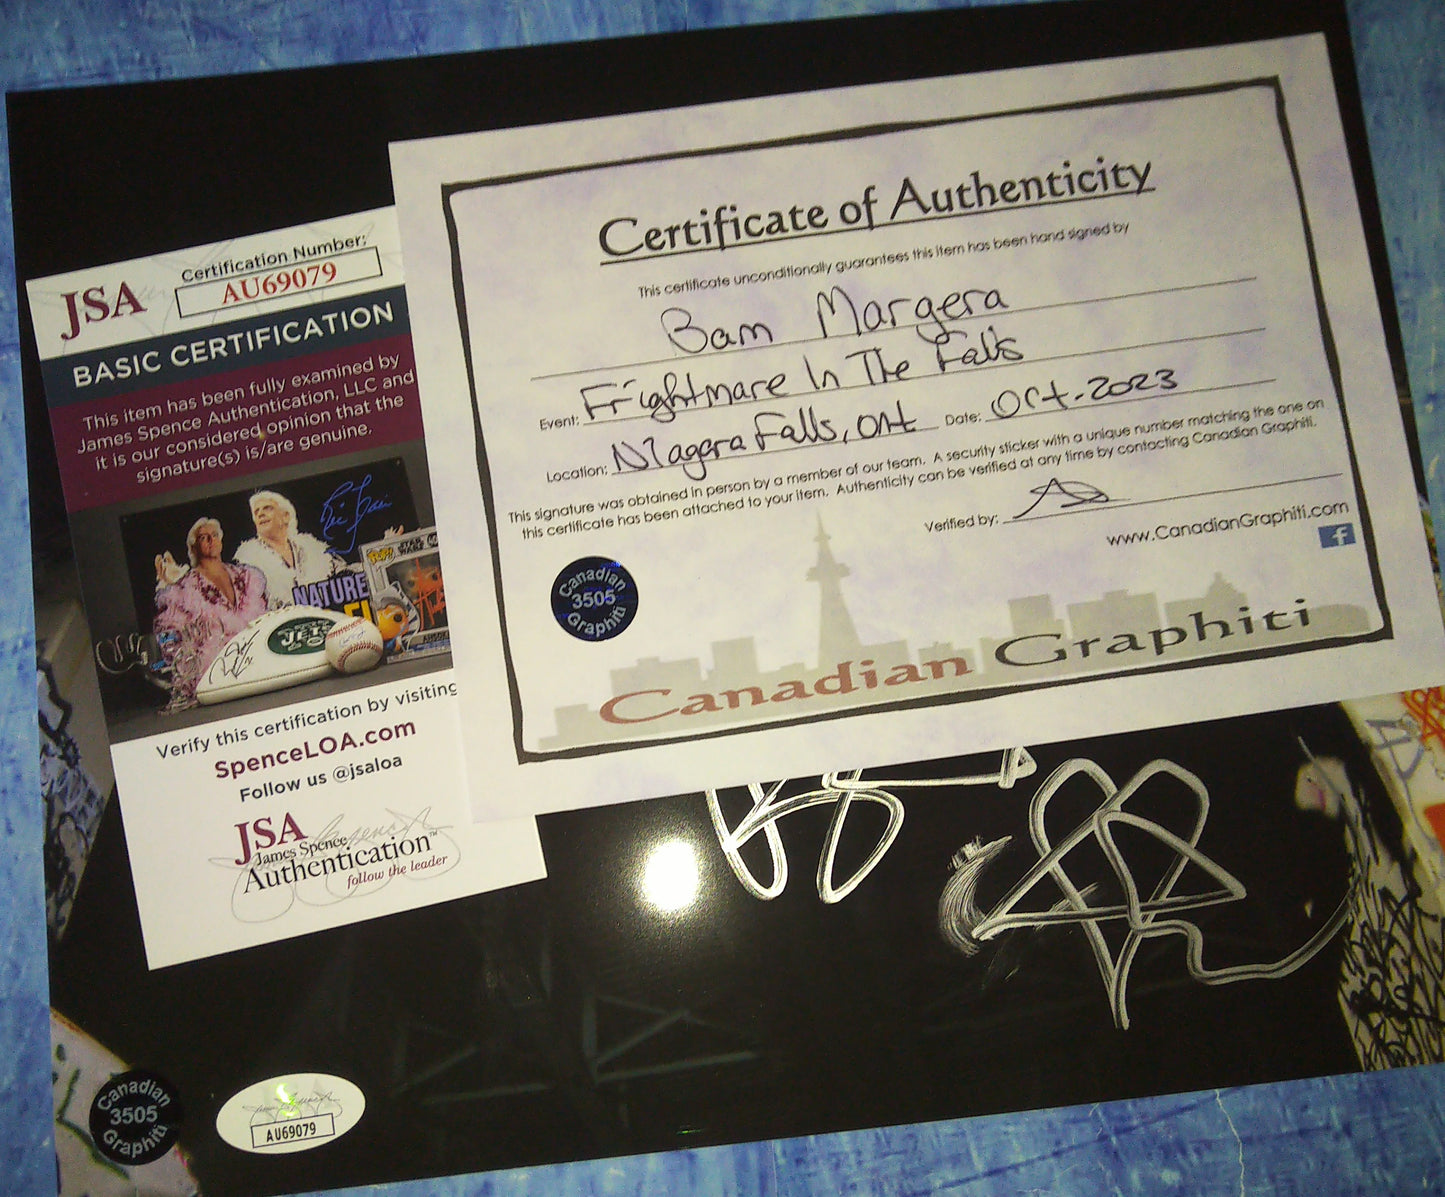 Certification Number:
JSA AU69079
BASIC CERTIFICATION
This item has been fully examined by
James Spence Authentication, LLC and
it is our considered opinion that the
signature(s) is/are genuine.
STAR WARS
NATURE
JETS
Verify this certification by visiting
SpenceLOA.com
Follow us @jsaloa
JSA
James Spence
Authentication™
follow the leader
Certificate of Authenticity
This certificate unconditionally guarantees this item has been hand signed by
Bam Margera
Event: Frightmare In The Falls
Location: Niagera Falls, Ont Date: Oct-2023
This signature was obtained in person by a member of our team. A security sticker with a unique number matching the one on
this certificate has been attached to your item. Authenticity can be verified at any time by contacting Canadian Graphiti.
Verified by:
www.CanadianGraphiti.com
f
Canadian
3505
Graphiti
Canadian Graphiti
Canadian
3505
Graphiti
AU69079